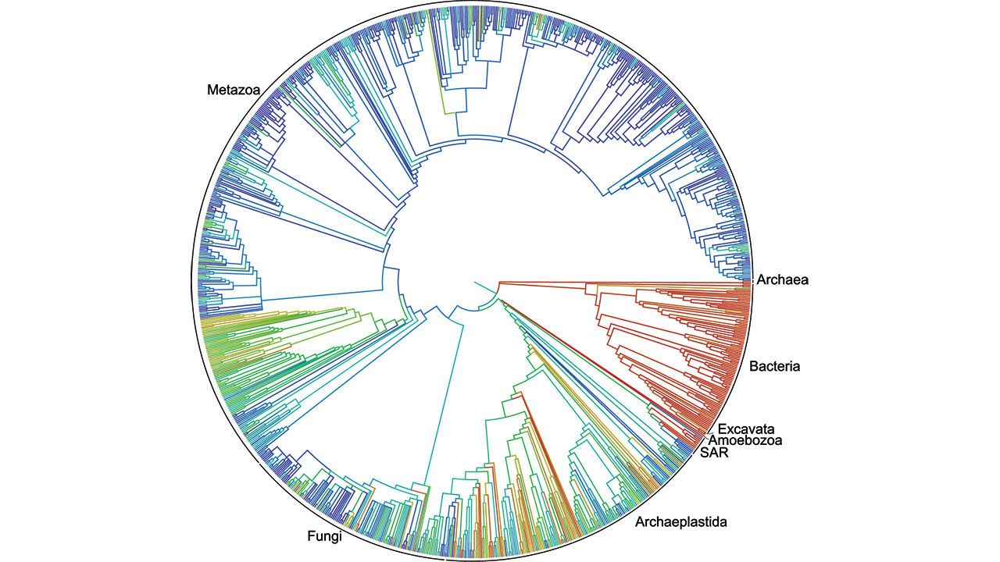 Metazoa
Archaea
Bacteria
Excavata
Amoebozoa
SAR
Archaeplastida
Fungi